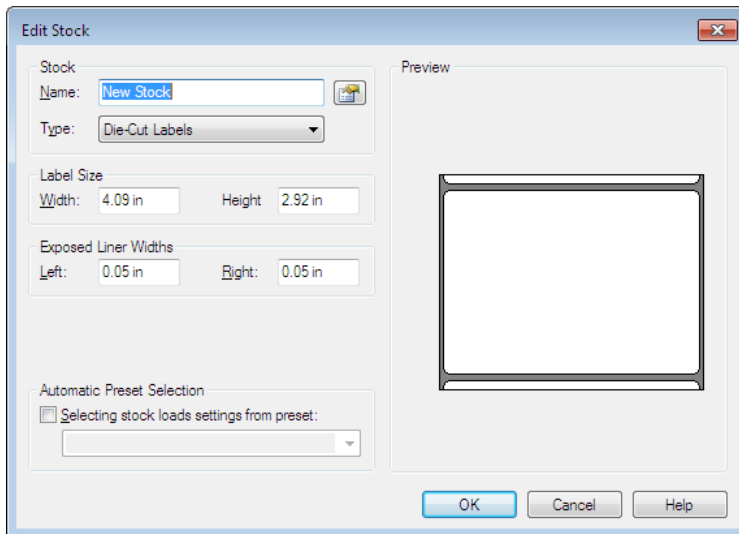 Edit Stock
Stock
Name: New Stock
Type: Die-Cut Labels
Label Size
Width: 4.09 in Height 2.92 in
Exposed Liner Widths
Left: 0.05 in Right: 0.05 in
Automatic Preset Selection
Selecting stock loads settings from preset:
Preview
OK Cancel Help